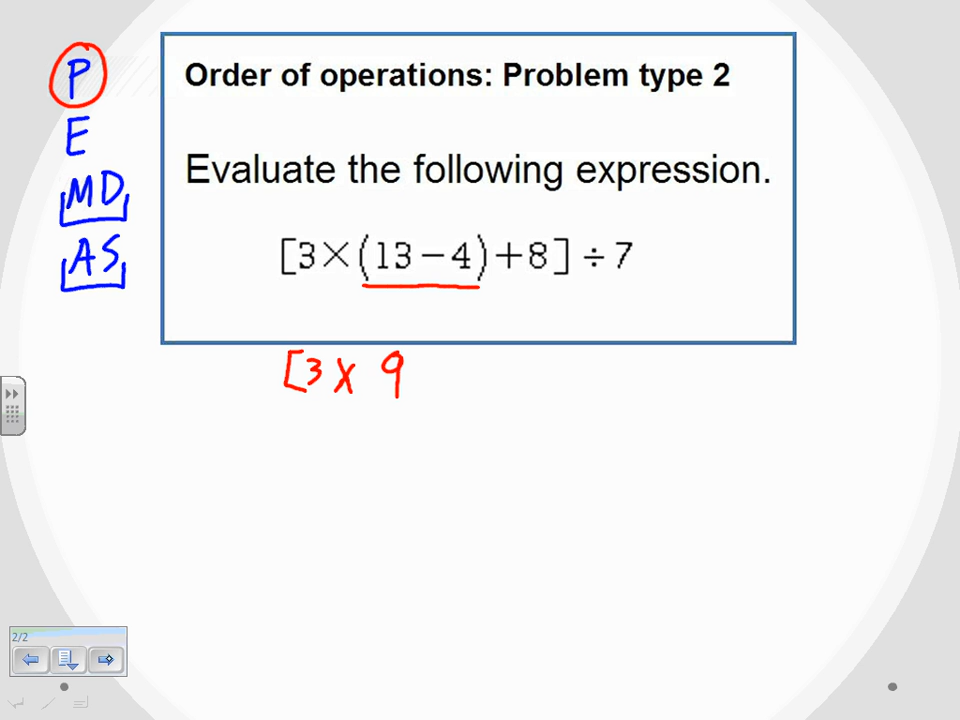 P
E
MD
AS
Order of operations: Problem type 2
Evaluate the following expression.
[3×(13−4)+8]÷7
[3 x 9
2/2